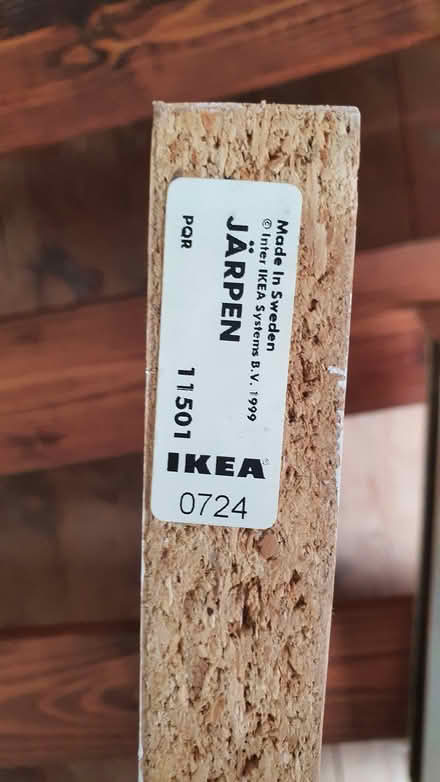 Made In Sweden
© Inter IKEA Systems B.V. 1999
JÄRPEN
PQR 11501
IKEA®
0724